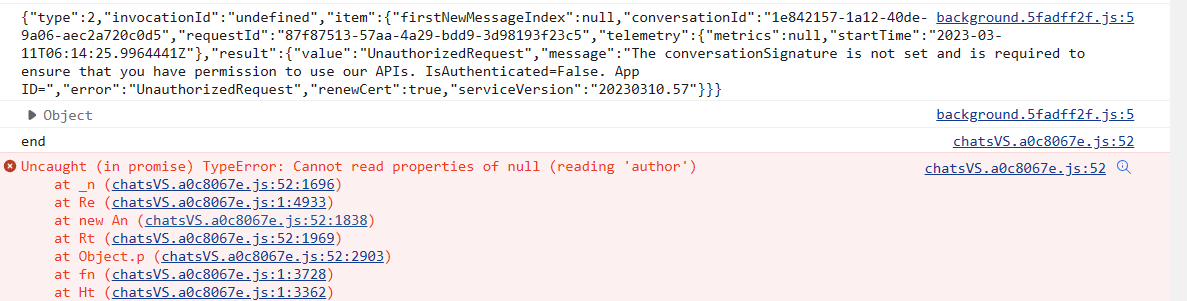 {"type":2,"invocationId":"undefined","item":{"firstNewMessageIndex":null,"conversationId":"1e842157-1a12-40de- background.5fadff2f.js:5
9a06-aec2a720c0d5","requestId":"87f87513-57aa-4a29-bdd9-3d98193f23c5","telemetry":{"metrics":null,"startTime":"2023-03-
11T06:14:25.9964441Z"},"result":{"value":"UnauthorizedRequest","message":"The conversationSignature is not set and is required to
ensure that you have permission to use our APIs. IsAuthenticated=False. App
ID=","error":"UnauthorizedRequest","renewCert":true,"serviceVersion":"20230310.57"}}}
Object background.5fadff2f.js:5
end chatsVS.a0c8067e.js:52
Uncaught (in promise) TypeError: Cannot read properties of null (reading 'author') chatsVS.a0c8067e.js:52
at _n (chatsVS.a0c8067e.js:52:1696)
at Re (chatsVS.a0c8067e.js:1:4933)
at new An (chatsVS.a0c8067e.js:52:1838)
at Rt (chatsVS.a0c8067e.js:52:1969)
at Object.p (chatsVS.a0c8067e.js:52:2903)
at fn (chatsVS.a0c8067e.js:1:3728)
at Ht (chatsVS.a0c8067e.js:1:3362)